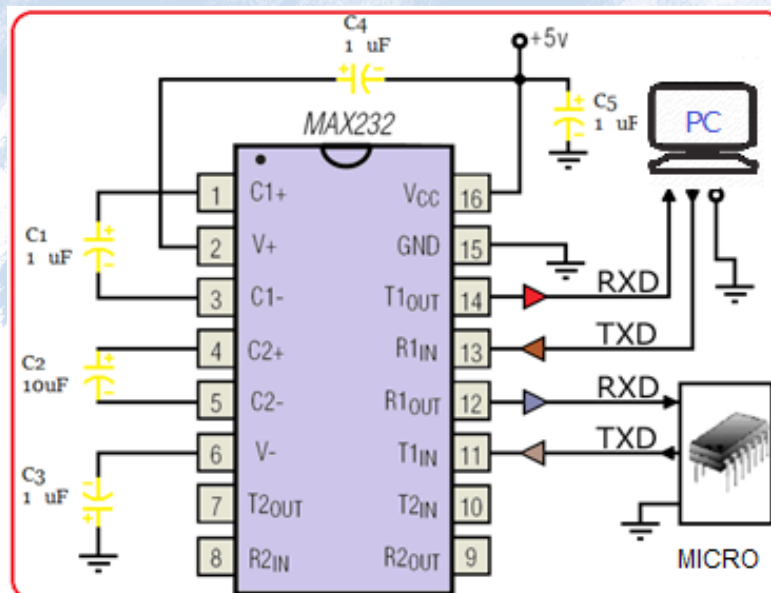 C4
1 uF
+5v
C5
1 uF
PC
MAX232
C1
1 uF
1 C1+ VCC 16
2 V+ GND 15
3 C1- T1OUT 14 RXD
4 C2+ R1IN 13 TXD
C2
10uF
5 C2- R1OUT 12 RXD
6 V- T1IN 11 TXD
C3
1 uF
7 T2OUT T2IN 10
8 R2IN R2OUT 9
MICRO